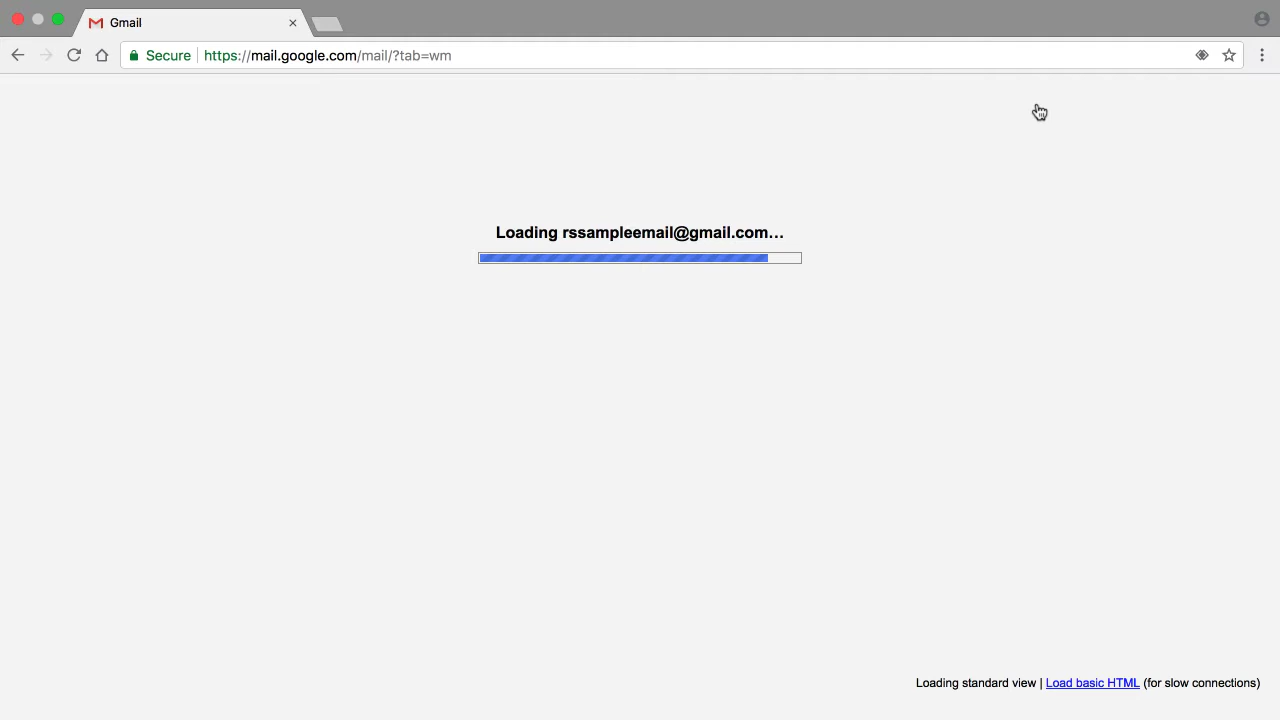 Gmail
Secure https://mail.google.com/mail/?tab=wm
Loading rssampleemail@gmail.com...
Loading standard view | Load basic HTML (for slow connections)